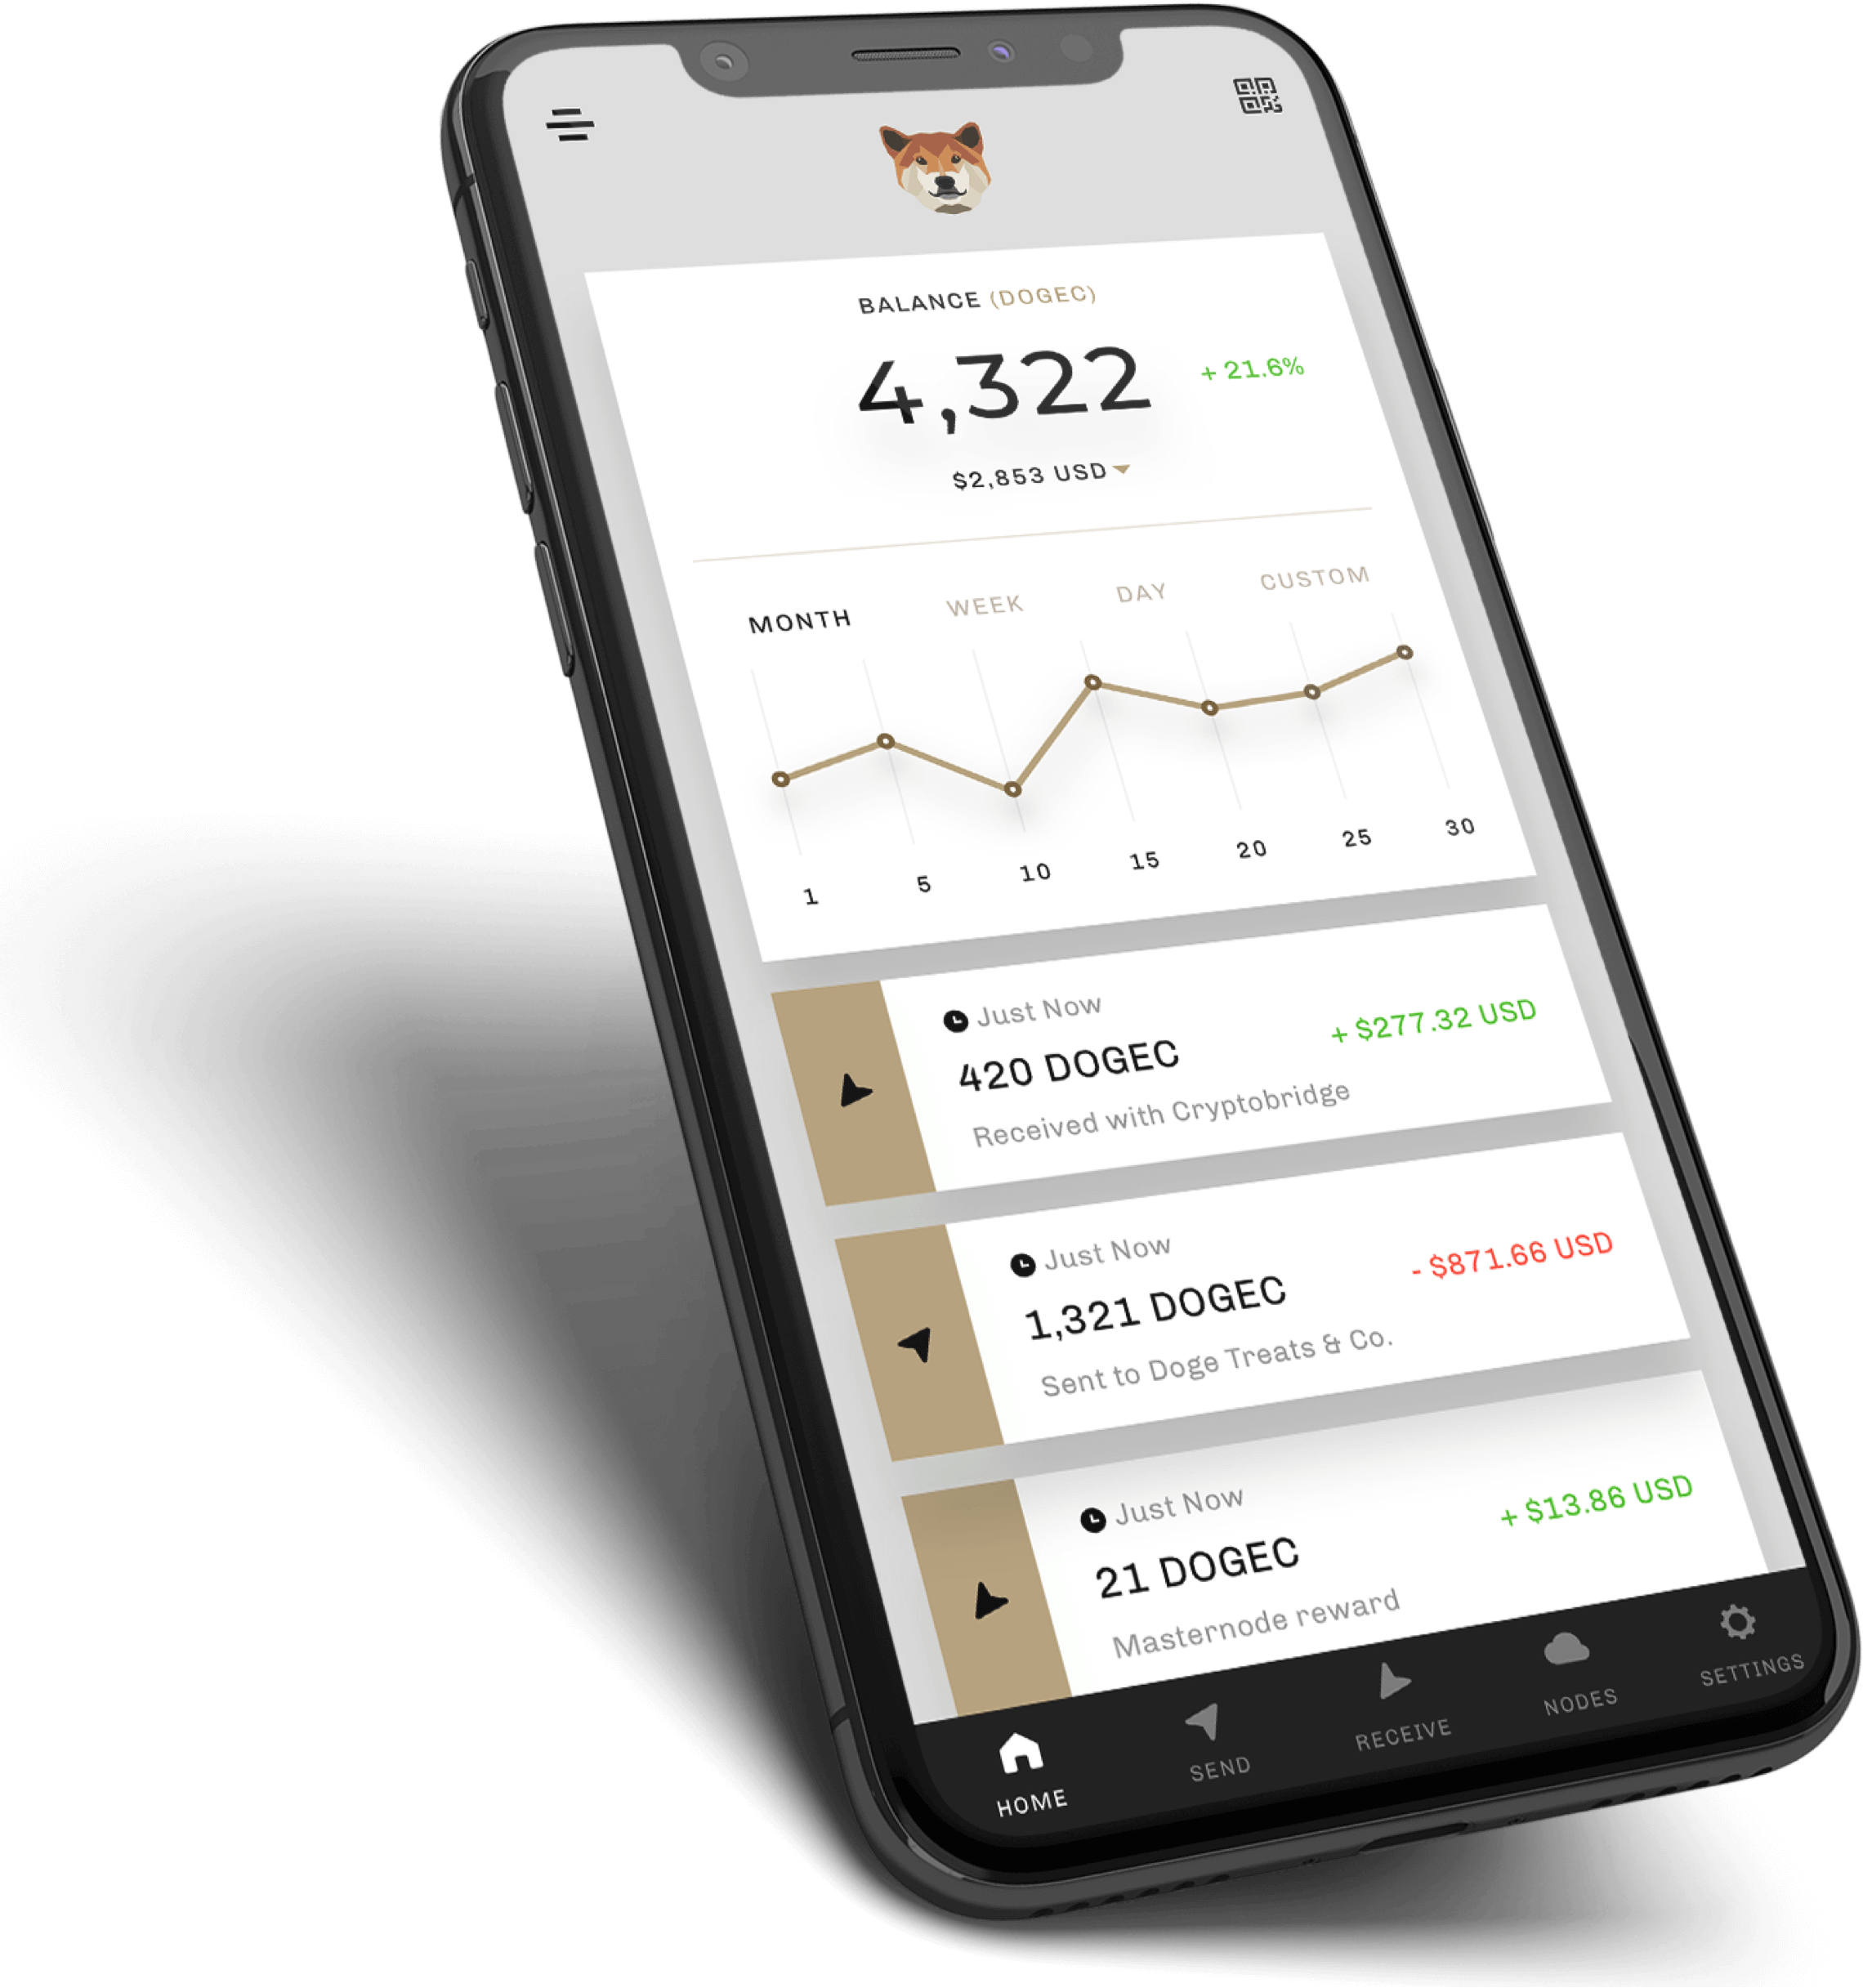 BALANCE (DOGEC)
4,322 + 21.6%
$2,853 USD
MONTH WEEK DAY CUSTOM
1 5 10 15 20 25 30
Just Now
420 DOGEC + $277.32 USD
Received with Cryptobridge
Just Now
1,321 DOGEC - $871.66 USD
Sent to Doge Treats & Co.
Just Now
21 DOGEC + $13.86 USD
Masternode reward
HOME SEND RECEIVE NODES SETTINGS